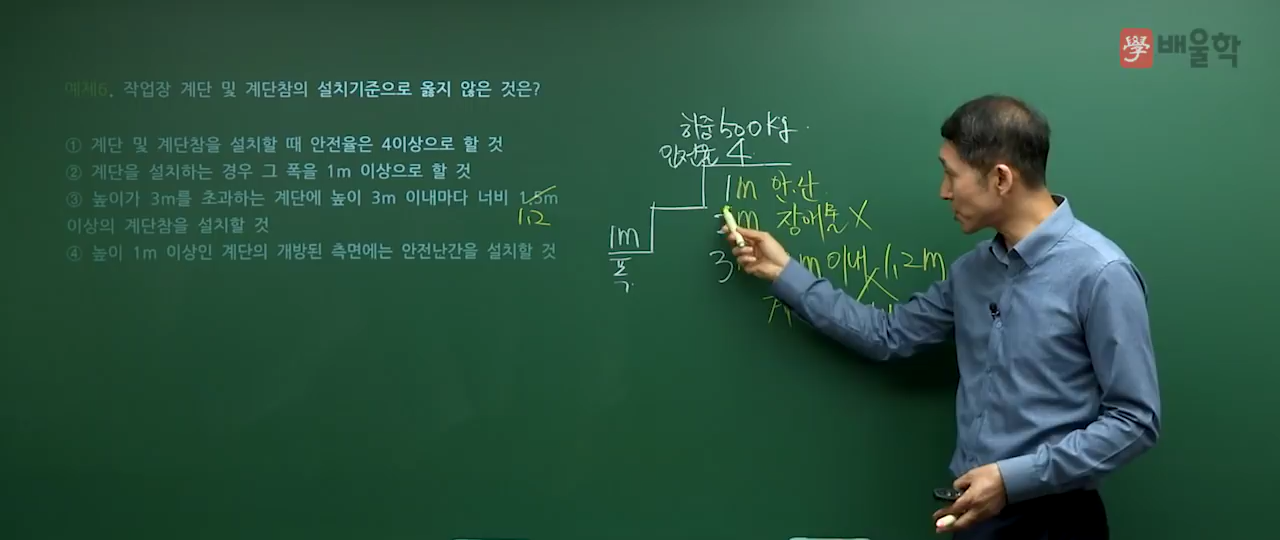 學 배울학
예제6. 작업장 계단 및 계단참의 설치기준으로 옳지 않은 것은?
① 계단 및 계단참을 설치할 때 안전율은 4이상으로 할 것
② 계단을 설치하는 경우 그 폭을 1m 이상으로 할 것
③ 높이가 3m를 초과하는 계단에 높이 3m 이내마다 너비 1.5m
1.2
이상의 계단참을 설치할 것
④ 높이 1m 이상인 계단의 개방된 측면에는 안전난간을 설치할 것
하중 500kg
안전율 4
1m 안.난
m 장애물 X
3 m 이내 1.2m
1m
폭